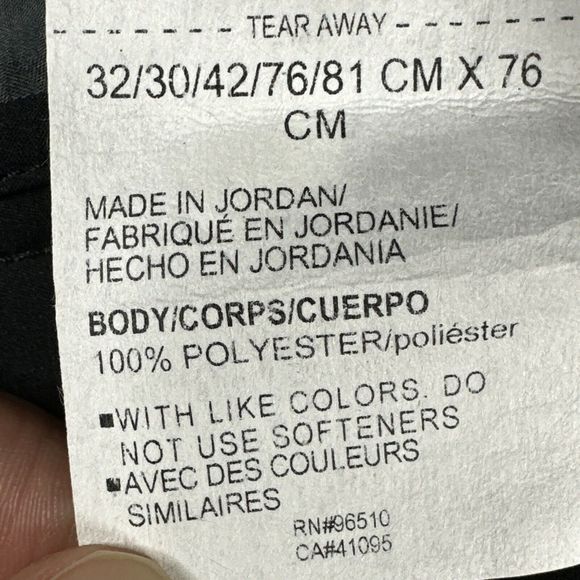 - - - - - - - TEAR AWAY - - - - - - -
32/30/42/76/81 CM X 76
CM
MADE IN JORDAN/
FABRIQUÉ EN JORDANIE/
HECHO EN JORDANIA
BODY/CORPS/CUERPO
100% POLYESTER/poliéster
▪WITH LIKE COLORS. DO
NOT USE SOFTENERS
▪AVEC DES COULEURS
SIMILAIRES
RN#96510
CA#41095